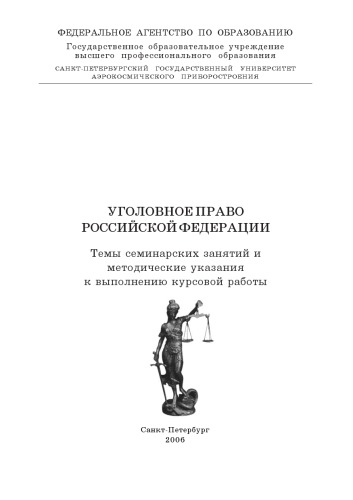 ФЕДЕРАЛЬНОЕ АГЕНТСТВО ПО ОБРАЗОВАНИЮ
Государственное образовательное учреждение
высшего профессионального образования
САНКТ-ПЕТЕРБУРГСКИЙ ГОСУДАРСТВЕННЫЙ УНИВЕРСИТЕТ
АЭРОКОСМИЧЕСКОГО ПРИБОРОСТРОЕНИЯ
УГОЛОВНОЕ ПРАВО
РОССИЙСКОЙ ФЕДЕРАЦИИ
Темы семинарских занятий и
методические указания
к выполнению курсовой работы
Санкт-Петербург
2006